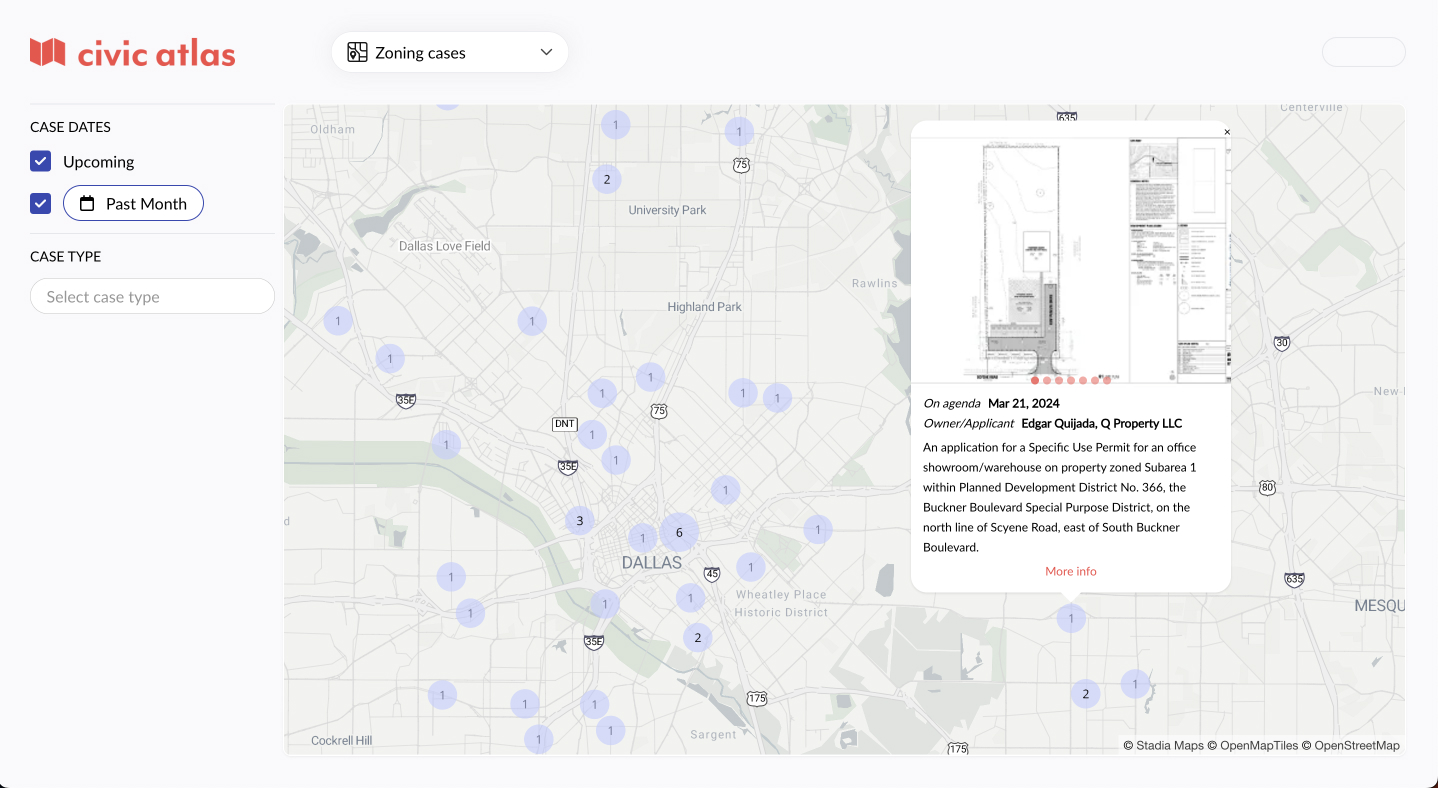 civic atlas
Zoning cases
CASE DATES
Upcoming
Past Month
CASE TYPE
Select case type
Oldham
1
1
2
75
University Park
Dallas Love Field
Highland Park
Rawlins
Centerville
635
×
1
1
1
1
35E
1
1
1
75
DNT
1
1
1
35E
1
3
1
6
1
d
DALLAS
45
1
Wheatley Place
Historic District
1
1
1
1
2
35E
1
1
1
1
1
175
Sargent
Cockrell Hill
On agenda Mar 21, 2024
Owner/Applicant Edgar Quijada, Q Property LLC
An application for a Specific Use Permit for an office
showroom/warehouse on property zoned Subarea 1
within Planned Development District No. 366, the
Buckner Boulevard Special Purpose District, on the
north line of Scyene Road, east of South Buckner
Boulevard.
More info
30
New
80
635
MESQU
1
2
1
175
© Stadia Maps © OpenMapTiles © OpenStreetMap